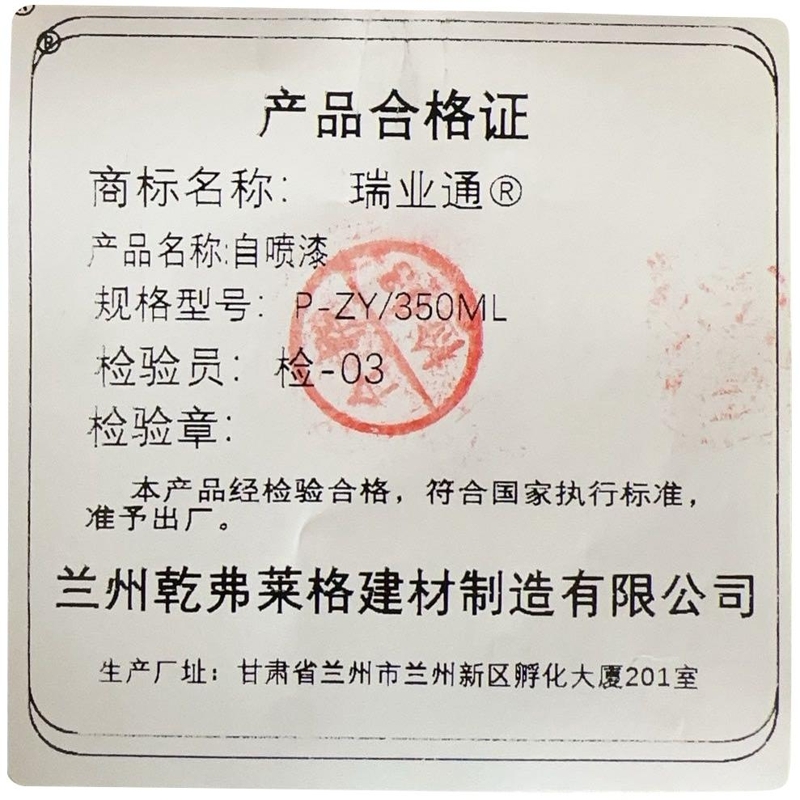 产品合格证
商标名称： 瑞业通®
产品名称:自喷漆
规格型号：P-ZY/350ML
检验员：检-03
检验章：
本产品经检验合格，符合国家执行标准，
准予出厂。
兰州乾弗莱格建材制造有限公司
生产厂址：甘肃省兰州市兰州新区孵化大厦201室